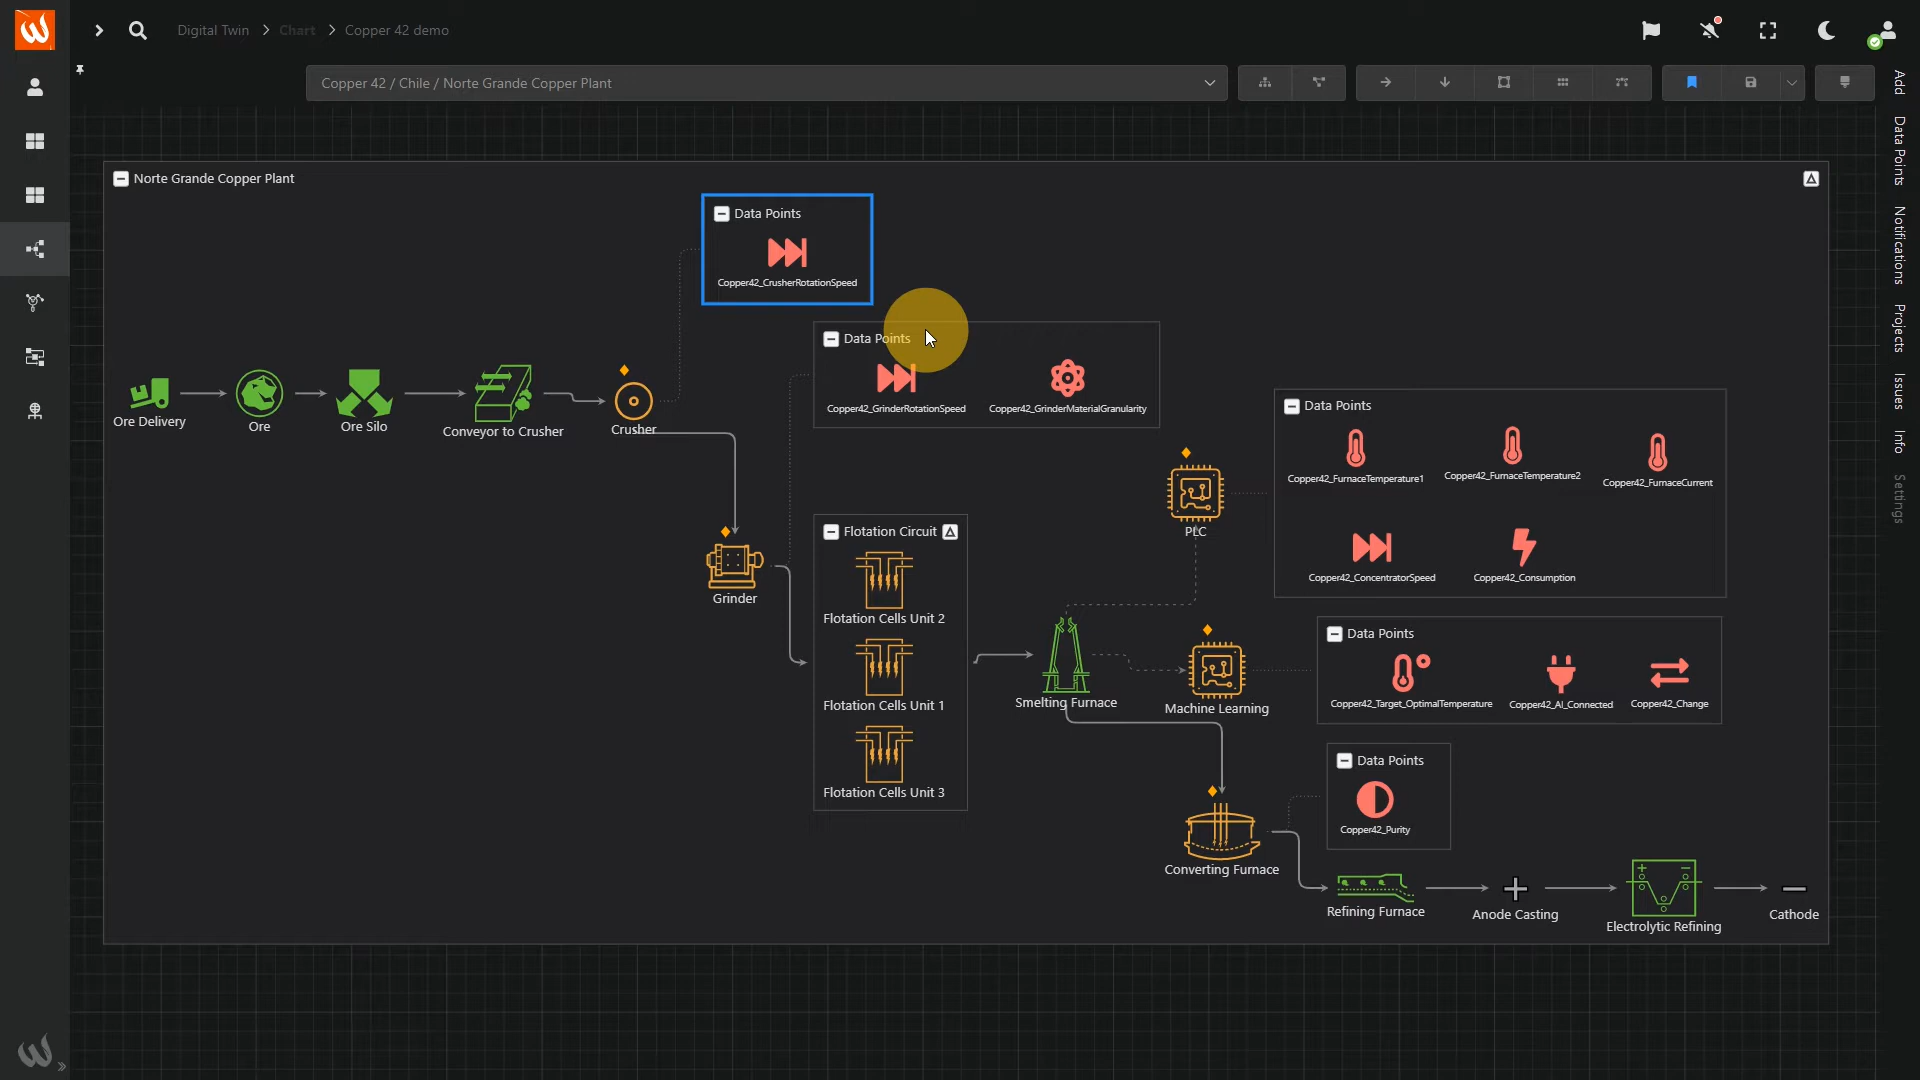 Digital Twin > Chart > Copper 42 demo
Copper 42 / Chile / Norte Grande Copper Plant
Add
Data Points
Notifications
Projects
Issues
Info
Settings
Norte Grande Copper Plant
Data Points
Copper42_CrusherRotationSpeed
Data Points
Copper42_GrinderRotationSpeed
Copper42_GrinderMaterialGranularity
Ore Delivery
Ore
Ore Silo
Conveyor to Crusher
Crusher
Data Points
Copper42_FurnaceTemperature1
Copper42_FurnaceTemperature2
Copper42_FurnaceCurrent
Copper42_ConcentratorSpeed
Copper42_Consumption
PLC
Grinder
Flotation Circuit
Flotation Cells Unit 2
Flotation Cells Unit 1
Flotation Cells Unit 3
Smelting Furnace
Machine Learning
Data Points
Copper42_Target_OptimalTemperature
Copper42_AI_Connected
Copper42_Change
Data Points
Copper42_Purity
Converting Furnace
Refining Furnace
Anode Casting
Electrolytic Refining
Cathode